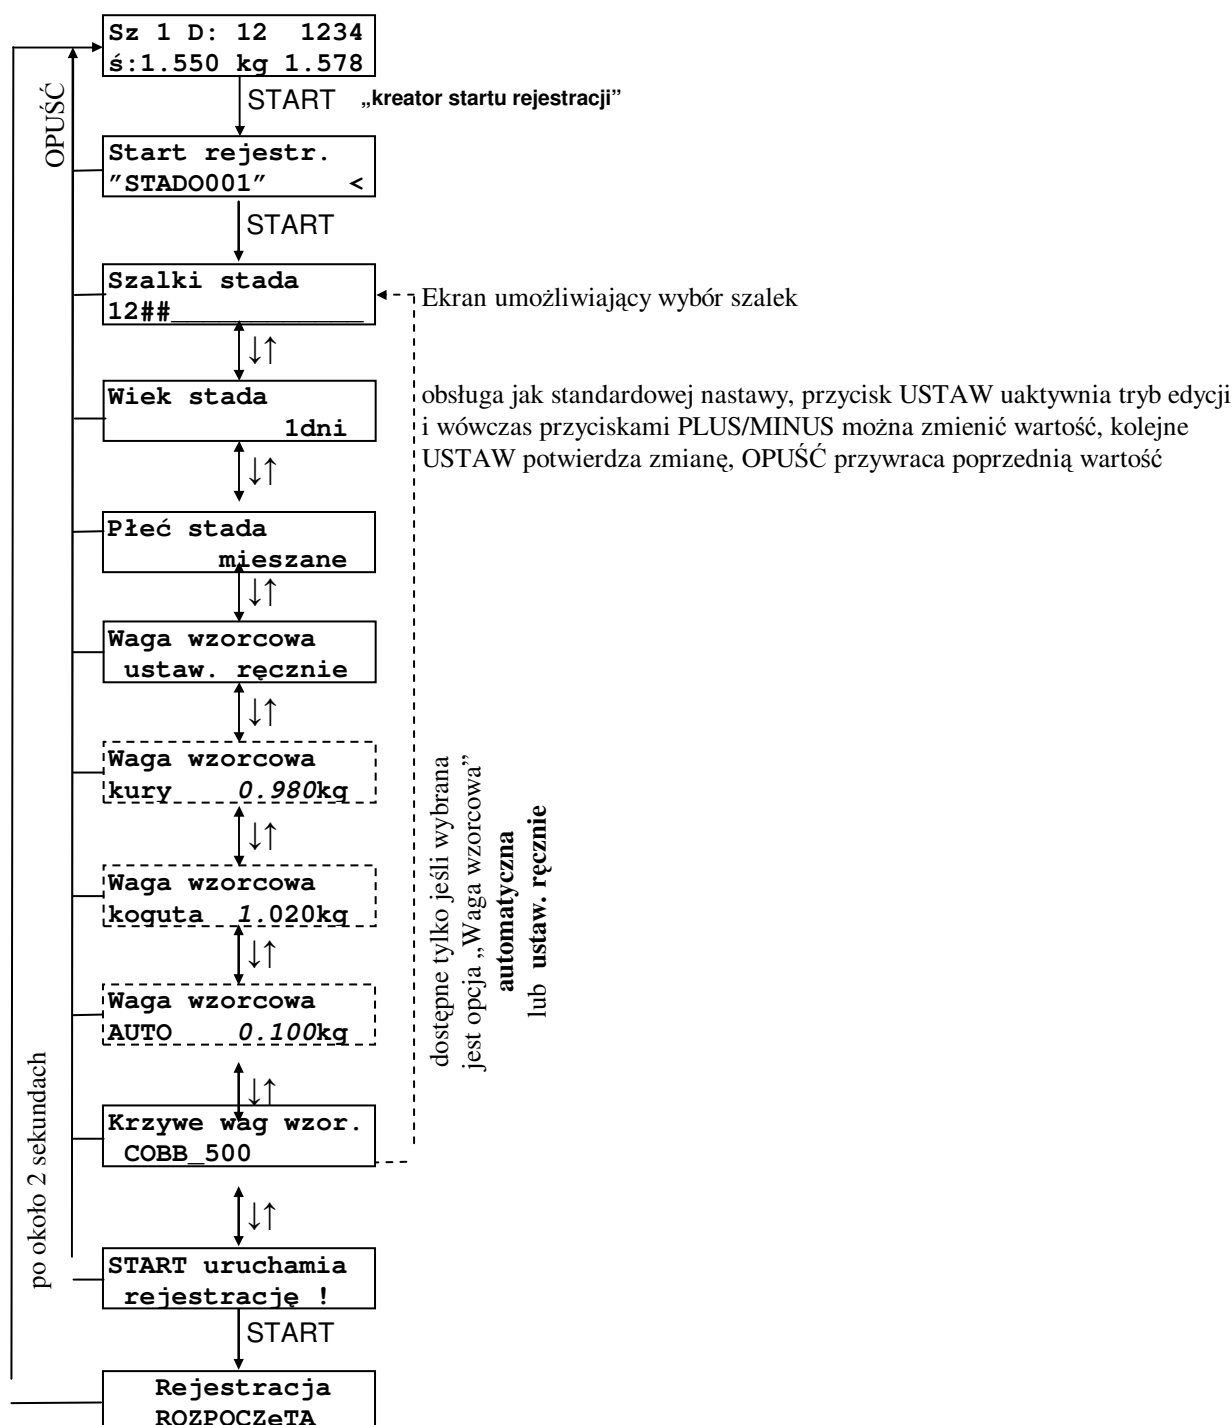 Sz 1 D: 12 1234
ś:1.550 kg 1.578
START „kreator startu rejestracji”
OPUŚĆ
Start rejestr.
”STADO001” <
START
Szalki stada
12##____________
Ekran umożliwiający wybór szalek
↓↑
Wiek stada
1dni
obsługa jak standardowej nastawy, przycisk USTAW uaktywnia tryb edycji
i wówczas przyciskami PLUS/MINUS można zmienić wartość, kolejne
USTAW potwierdza zmianę, OPUŚĆ przywraca poprzednią wartość
↓↑
Płeć stada
mieszane
↓↑
Waga wzorcowa
ustaw. ręcznie
↓↑
Waga wzorcowa
kury 0.980kg
↓↑
Waga wzorcowa
koguta 1.020kg
↓↑
Waga wzorcowa
AUTO 0.100kg
dostępne tylko jeśli wybrana
jest opcja „Waga wzorcowa”
automatyczna
lub ustaw. ręcznie
↓↑
Krzywe wag wzor.
COBB_500
↓↑
po około 2 sekundach
START uruchamia
rejestrację !
START
Rejestracja
ROZPOCZeTA